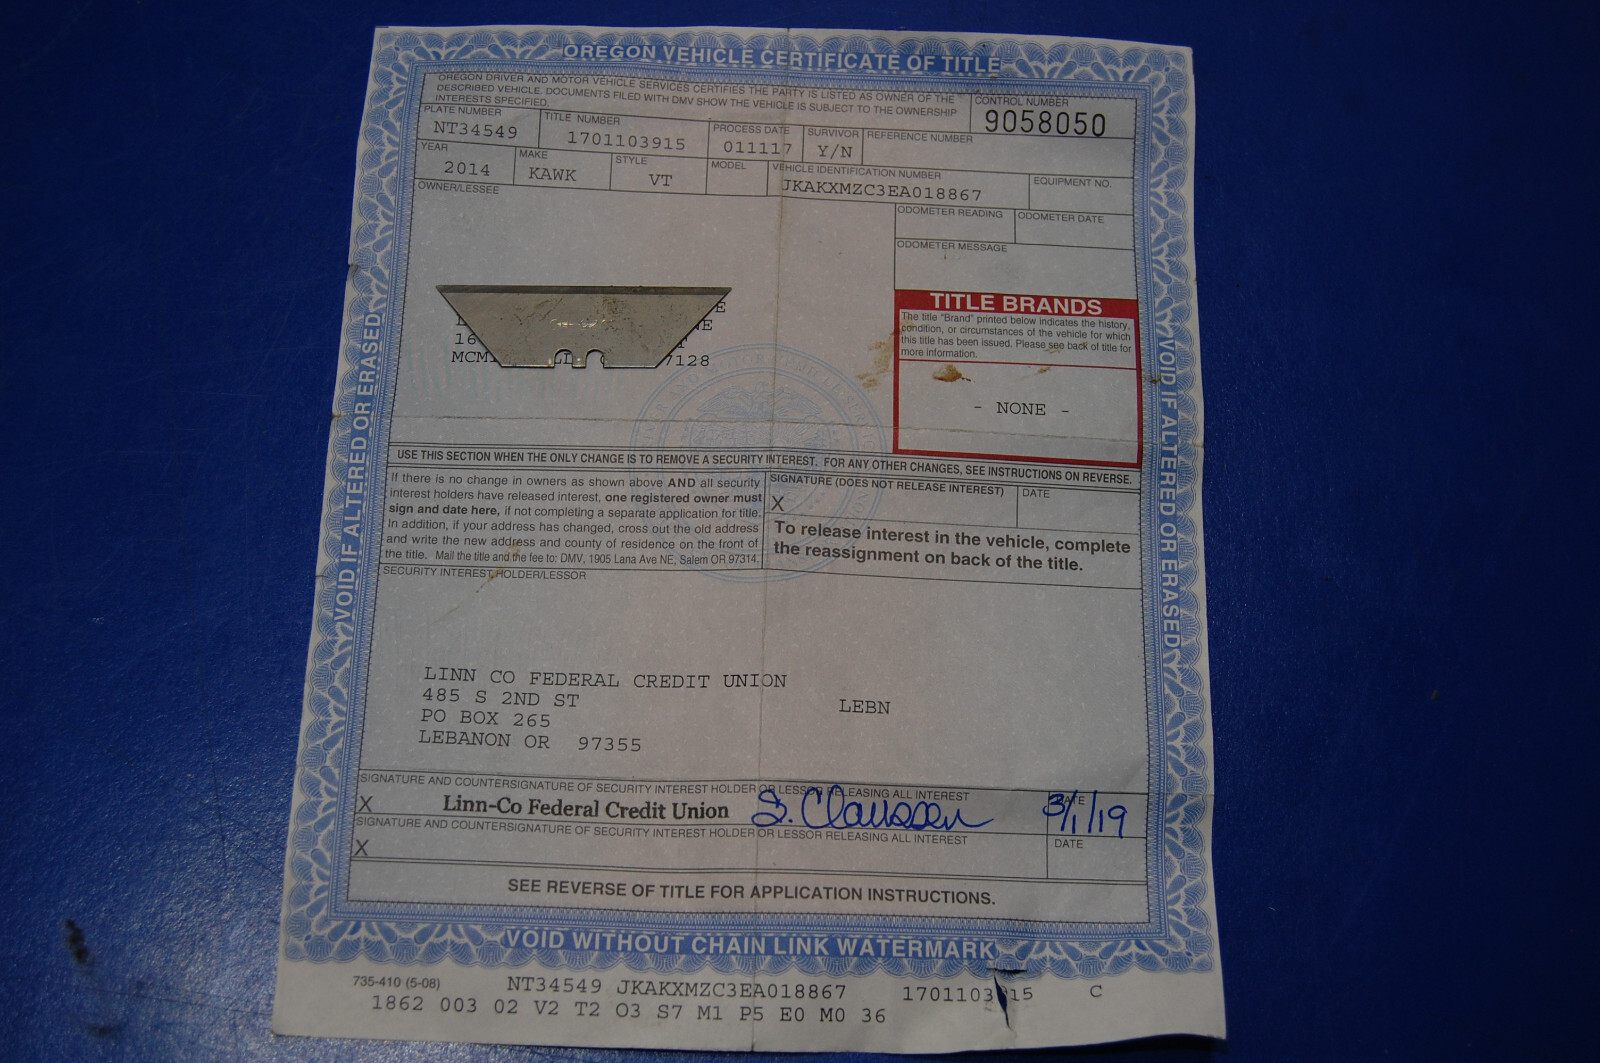 OREGON VEHICLE CERTIFICATE OF TITLE
OREGON DRIVER AND MOTOR VEHICLE SERVICES CERTIFIES THE PARTY IS LISTED AS OWNER OF THE
DESCRIBED VEHICLE. DOCUMENTS FILED WITH DMV SHOW THE VEHICLE IS SUBJECT TO THE OWNERSHIP
INTERESTS SPECIFIED.
CONTROL NUMBER
9058050
PLATE NUMBER TITLE NUMBER PROCESS DATE SURVIVOR REFERENCE NUMBER
NT34549 1701103915 011117 Y/N
YEAR MAKE STYLE MODEL VEHICLE IDENTIFICATION NUMBER EQUIPMENT NO.
2014 KAWK VT JKAKXMZC3EA018867
OWNER/LESSEE
ODOMETER READING ODOMETER DATE
ODOMETER MESSAGE
7128
TITLE BRANDS
The title "Brand" printed below indicates the history,
condition, or circumstances of the vehicle for which
this title has been issued. Please see back of title for
more information.
- NONE -
USE THIS SECTION WHEN THE ONLY CHANGE IS TO REMOVE A SECURITY INTEREST. FOR ANY OTHER CHANGES, SEE INSTRUCTIONS ON REVERSE.
If there is no change in owners as shown above AND all security
interest holders have released interest, one registered owner must
sign and date here, if not completing a separate application for title.
In addition, if your address has changed, cross out the old address
and write the new address and county of residence on the front of
the title. Mail the title and the fee to: DMV, 1905 Lana Ave NE, Salem OR 97314.
SIGNATURE (DOES NOT RELEASE INTEREST) DATE
X
To release interest in the vehicle, complete
the reassignment on back of the title.
SECURITY INTEREST HOLDER/LESSOR
LINN CO FEDERAL CREDIT UNION
485 S 2ND ST LEBN
PO BOX 265
LEBANON OR 97355
SIGNATURE AND COUNTERSIGNATURE OF SECURITY INTEREST HOLDER OR LESSOR RELEASING ALL INTEREST DATE
X Linn-Co Federal Credit Union S. Claussen 3/1/19
SIGNATURE AND COUNTERSIGNATURE OF SECURITY INTEREST HOLDER OR LESSOR RELEASING ALL INTEREST DATE
X
SEE REVERSE OF TITLE FOR APPLICATION INSTRUCTIONS.
VOID WITHOUT CHAIN LINK WATERMARK
VOID IF ALTERED OR ERASED
VOID IF ALTERED OR ERASED
735-410 (5-08) NT34549 JKAKXMZC3EA018867 1701103 15 C
1862 003 02 V2 T2 O3 S7 M1 P5 E0 M0 36